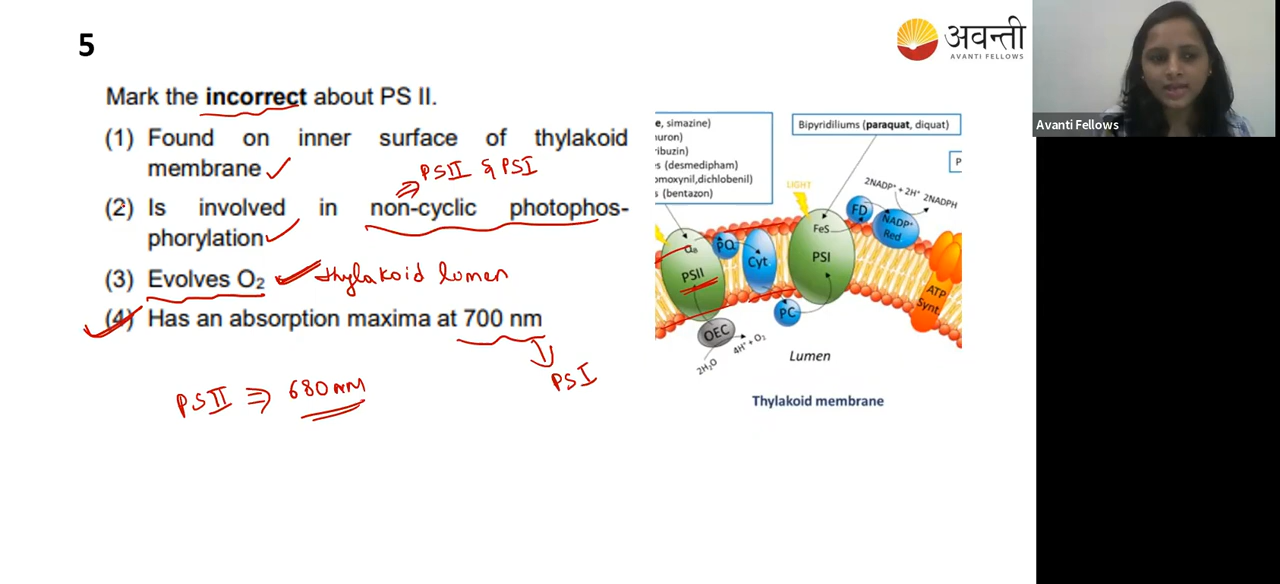 5
अवन्ती
AVANTI FELLOWS
Avanti Fellows
Mark the incorrect about PS II.
(1) Found on inner surface of thylakoid
membrane
PSII & PSI
(2) Is involved in non-cyclic photophos-
phorylation
(3) Evolves O₂ thylakoid lumen
(4) Has an absorption maxima at 700 nm
PSI
PSII ⇒ 680nm
e, simazine)
uron)
ribuzin)
s (desmedipham)
omoxynil,dichlobenil)
s (bentazon)
Bipyridiliums (paraquat, diquat)
P
LIGHT
2NADP⁺ + 2H⁺ 2NADPH
FD
NADP⁺
Red
FeS
PQ
Cyt
PSII
PSI
ATP
Synt.
PC
OEC
4H⁺ + O₂
2H₂O
Lumen
Thylakoid membrane